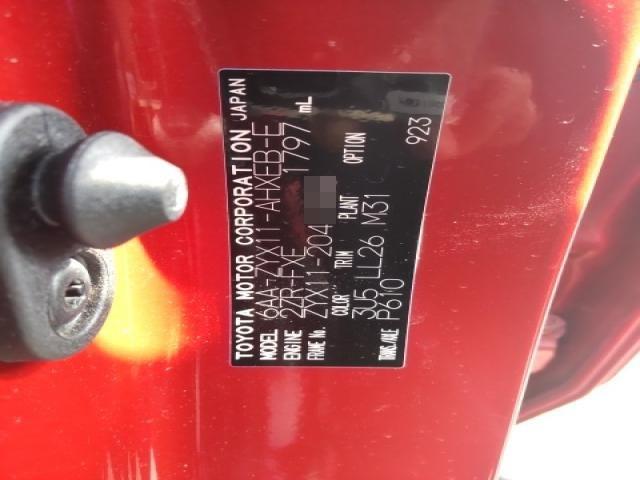 TOYOTA MOTOR CORPORATION JAPAN
MODEL 6AA-ZYX11-AHXEB-E
ENGINE 2ZR-FXE 1797 mL
FRAME No. ZYX11-204
COLOR TRIM PLANT OPTION
3U5 LL26 M31
TRANS./AXLE P610 923